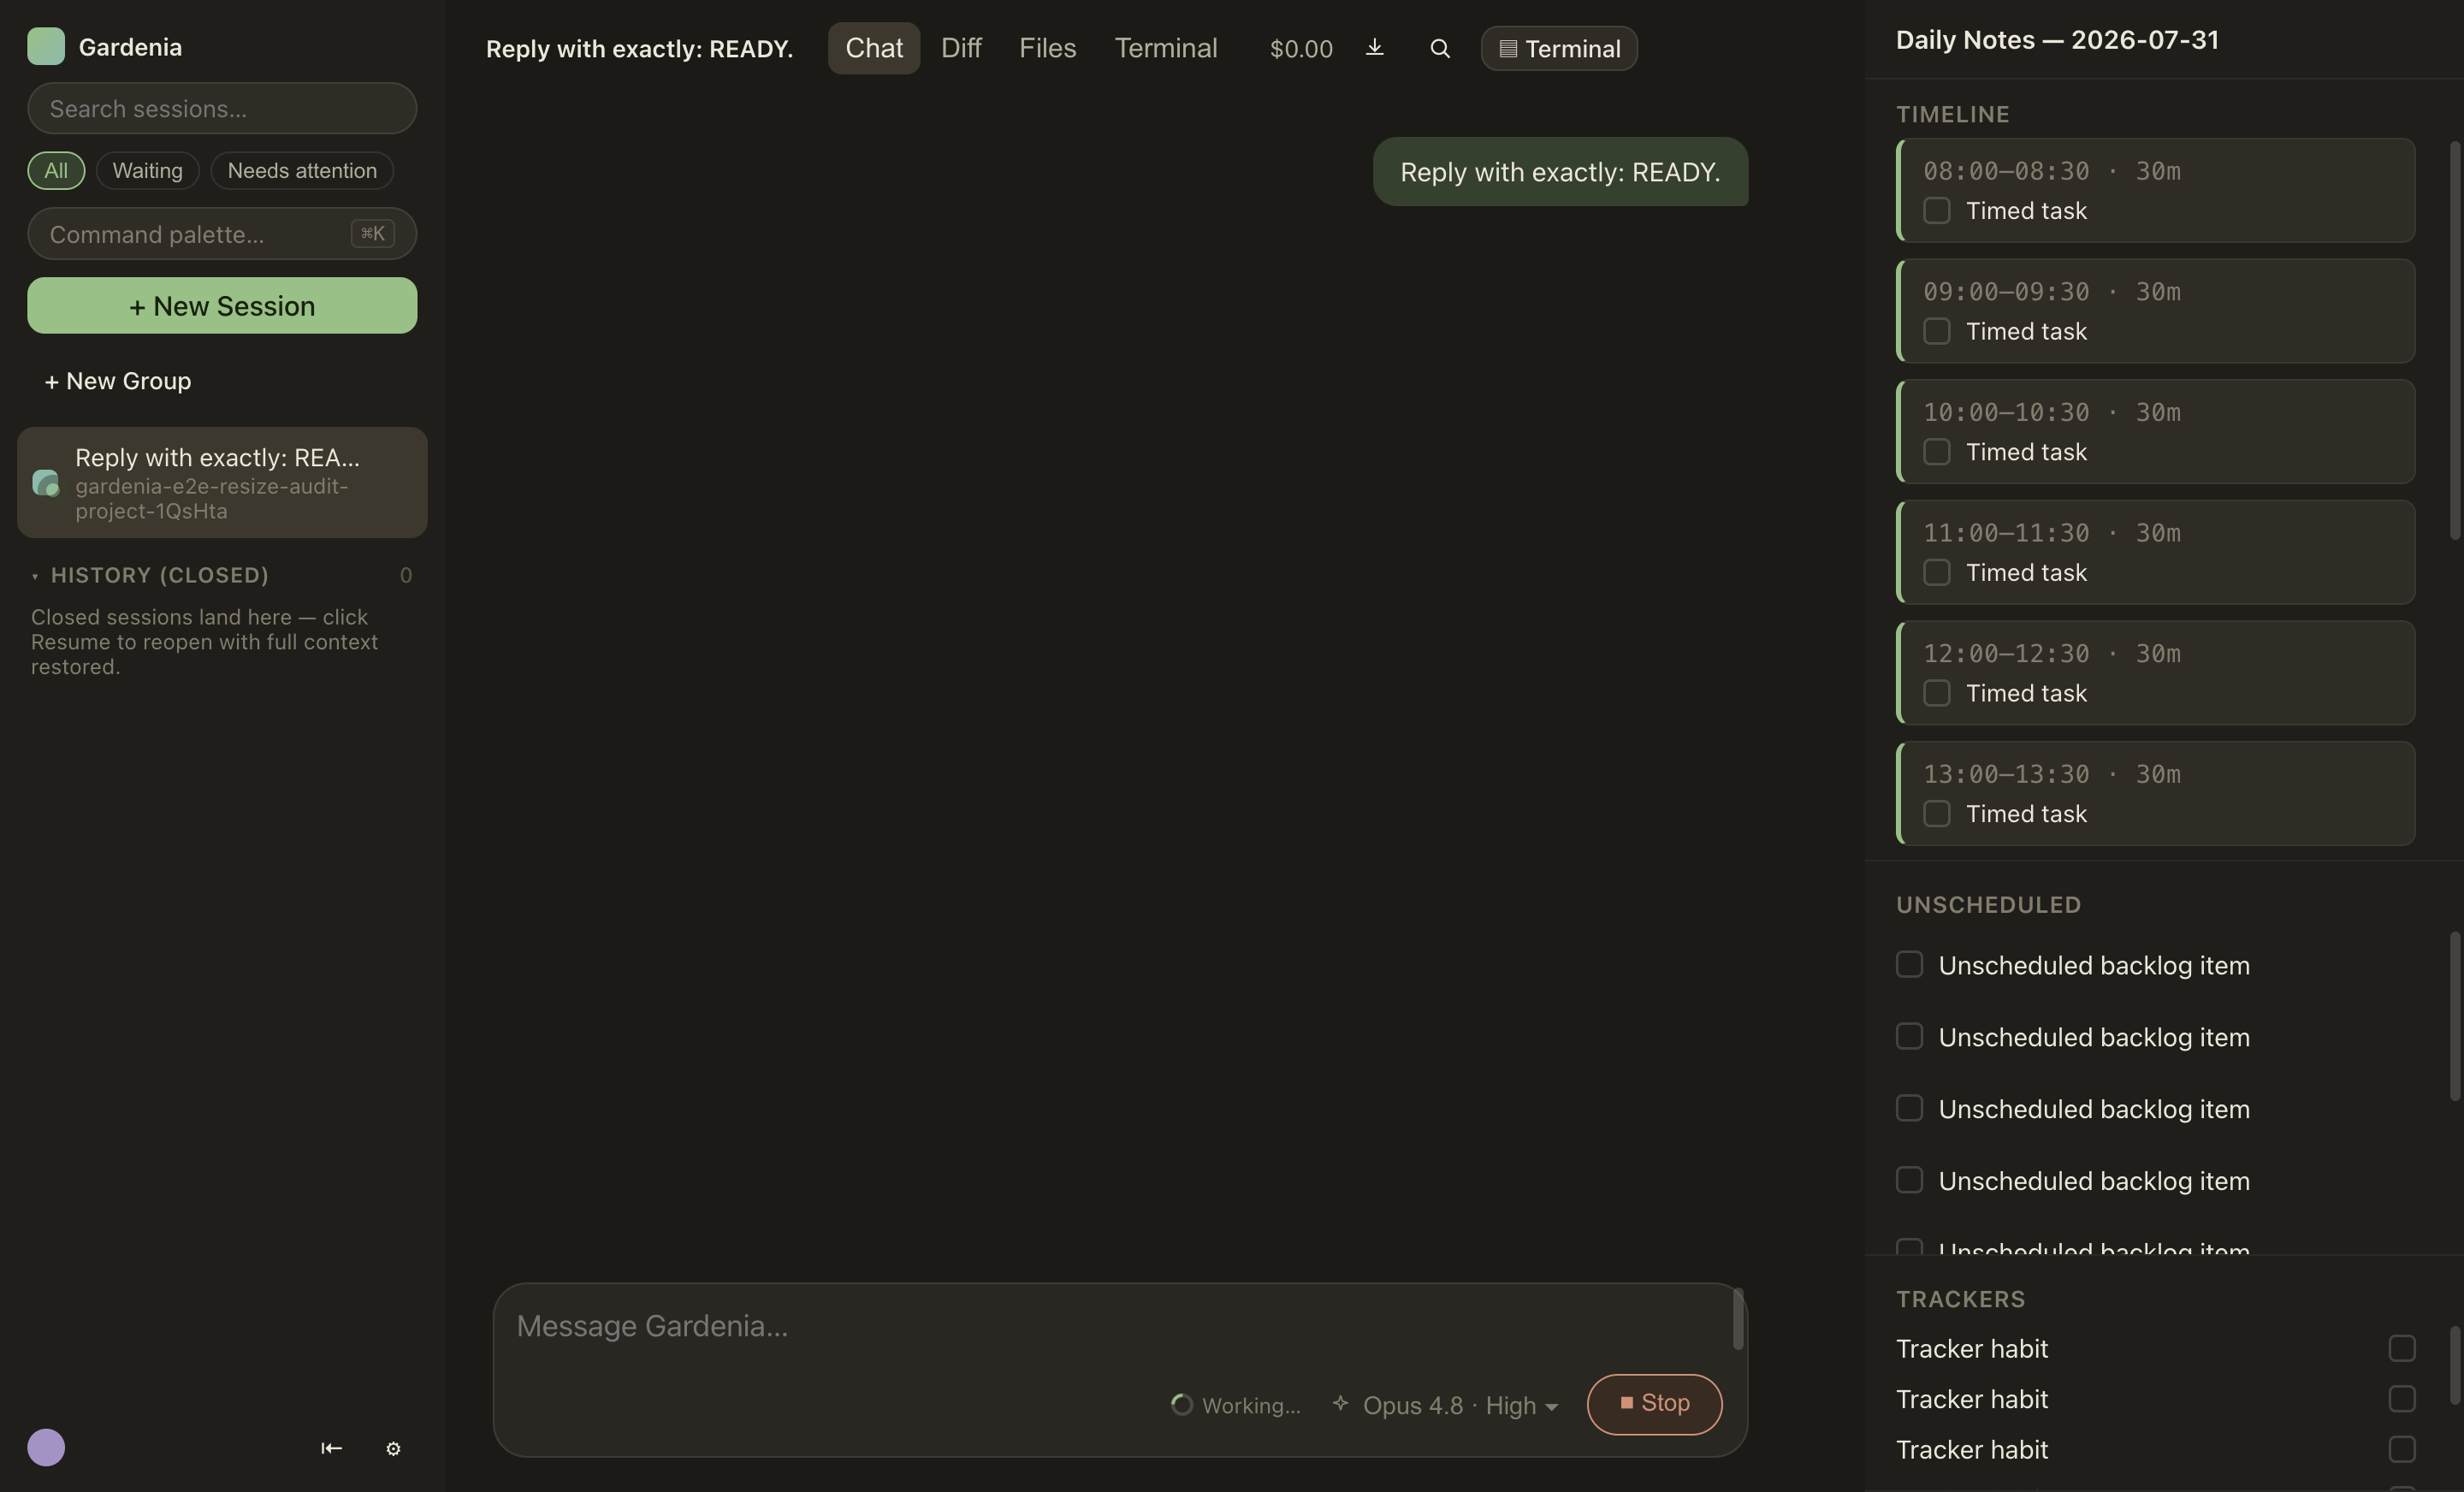 Gardenia
Search sessions...
All
Waiting
Needs attention
Command palette...
⌘K
+ New Session
+ New Group
Reply with exactly: REA...
gardenia-e2e-resize-audit-
project-1QsHta
HISTORY (CLOSED)
0
Closed sessions land here — click
Resume to reopen with full context
restored.
Reply with exactly: READY.
Chat
Diff
Files
Terminal
$0.00
Terminal
Reply with exactly: READY.
Message Gardenia...
Working...
Opus 4.8 · High
Stop
Daily Notes — 2026-07-31
TIMELINE
08:00–08:30 · 30m
Timed task
09:00–09:30 · 30m
Timed task
10:00–10:30 · 30m
Timed task
11:00–11:30 · 30m
Timed task
12:00–12:30 · 30m
Timed task
13:00–13:30 · 30m
Timed task
UNSCHEDULED
Unscheduled backlog item
Unscheduled backlog item
Unscheduled backlog item
Unscheduled backlog item
Unscheduled backlog item
TRACKERS
Tracker habit
Tracker habit
Tracker habit